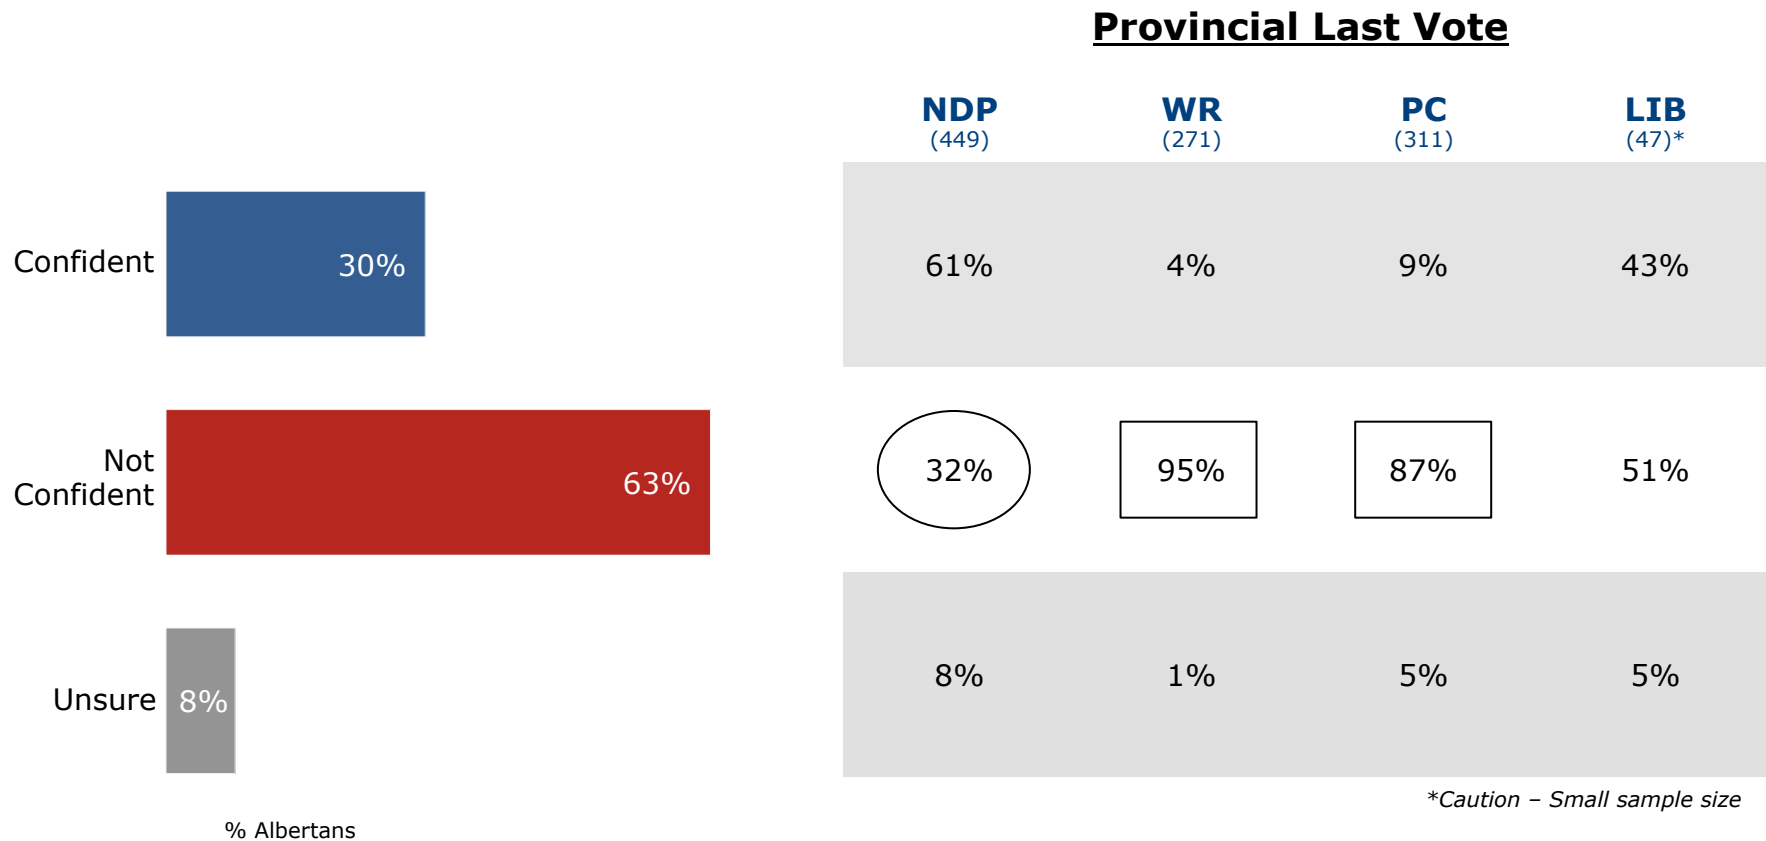 Provincial Last Vote
NDP WR PC LIB
(449) (271) (311) (47)*
Confident 30% 61% 4% 9% 43%
Not
Confident 63% 32% 95% 87% 51%
Unsure 8% 8% 1% 5% 5%
*Caution – Small sample size
% Albertans